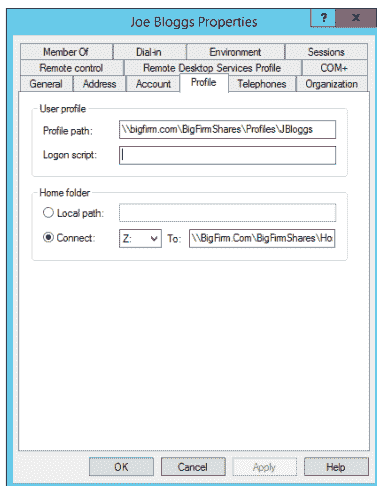 Joe Bloggs Properties
? x
Member Of Dial-in Environment Sessions
Remote control Remote Desktop Services Profile COM+
General Address Account Profile Telephones Organization
User profile
Profile path: \\bigfirm.com\BigFirmShares\Profiles\JBloggs
Logon script:
Home folder
Local path:
Connect: Z: To: \\BigFirm.Com\BigFirmShares\Ho
OK Cancel Apply Help